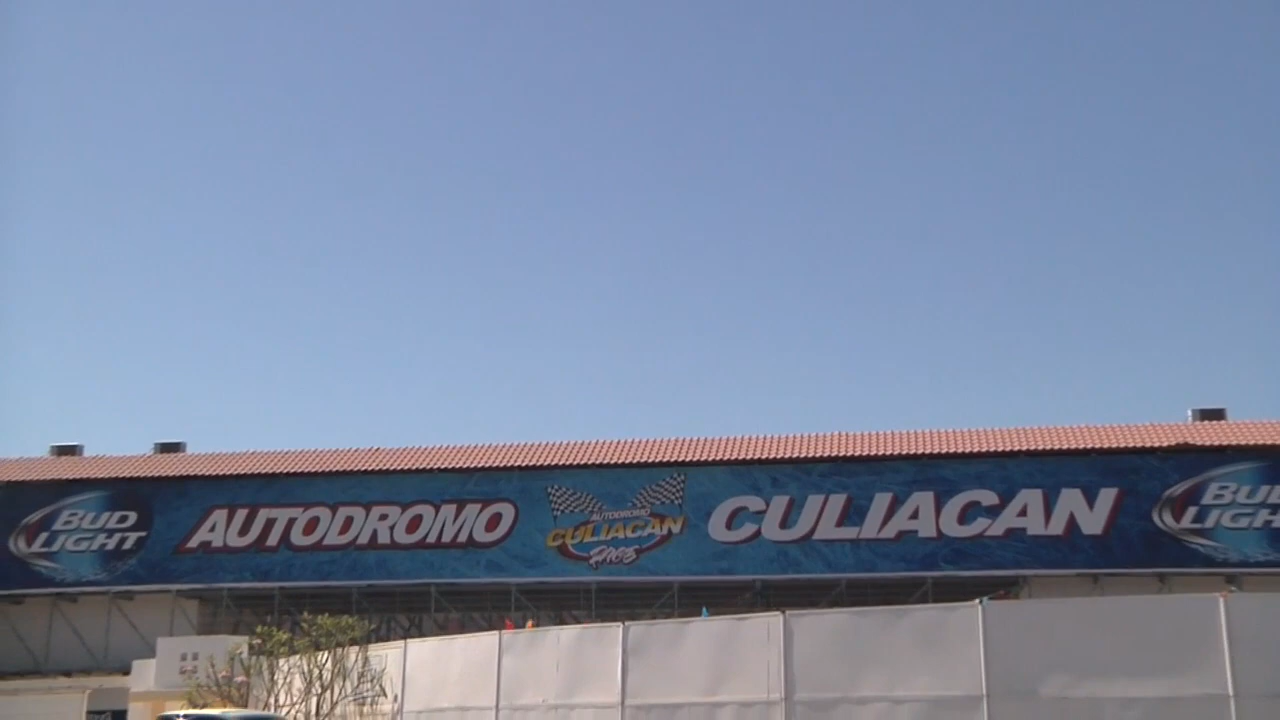 BUD
LIGHT
AUTODROMO
AUTODROMO
CULIACAN
CULIACAN
BUD
LIGHT